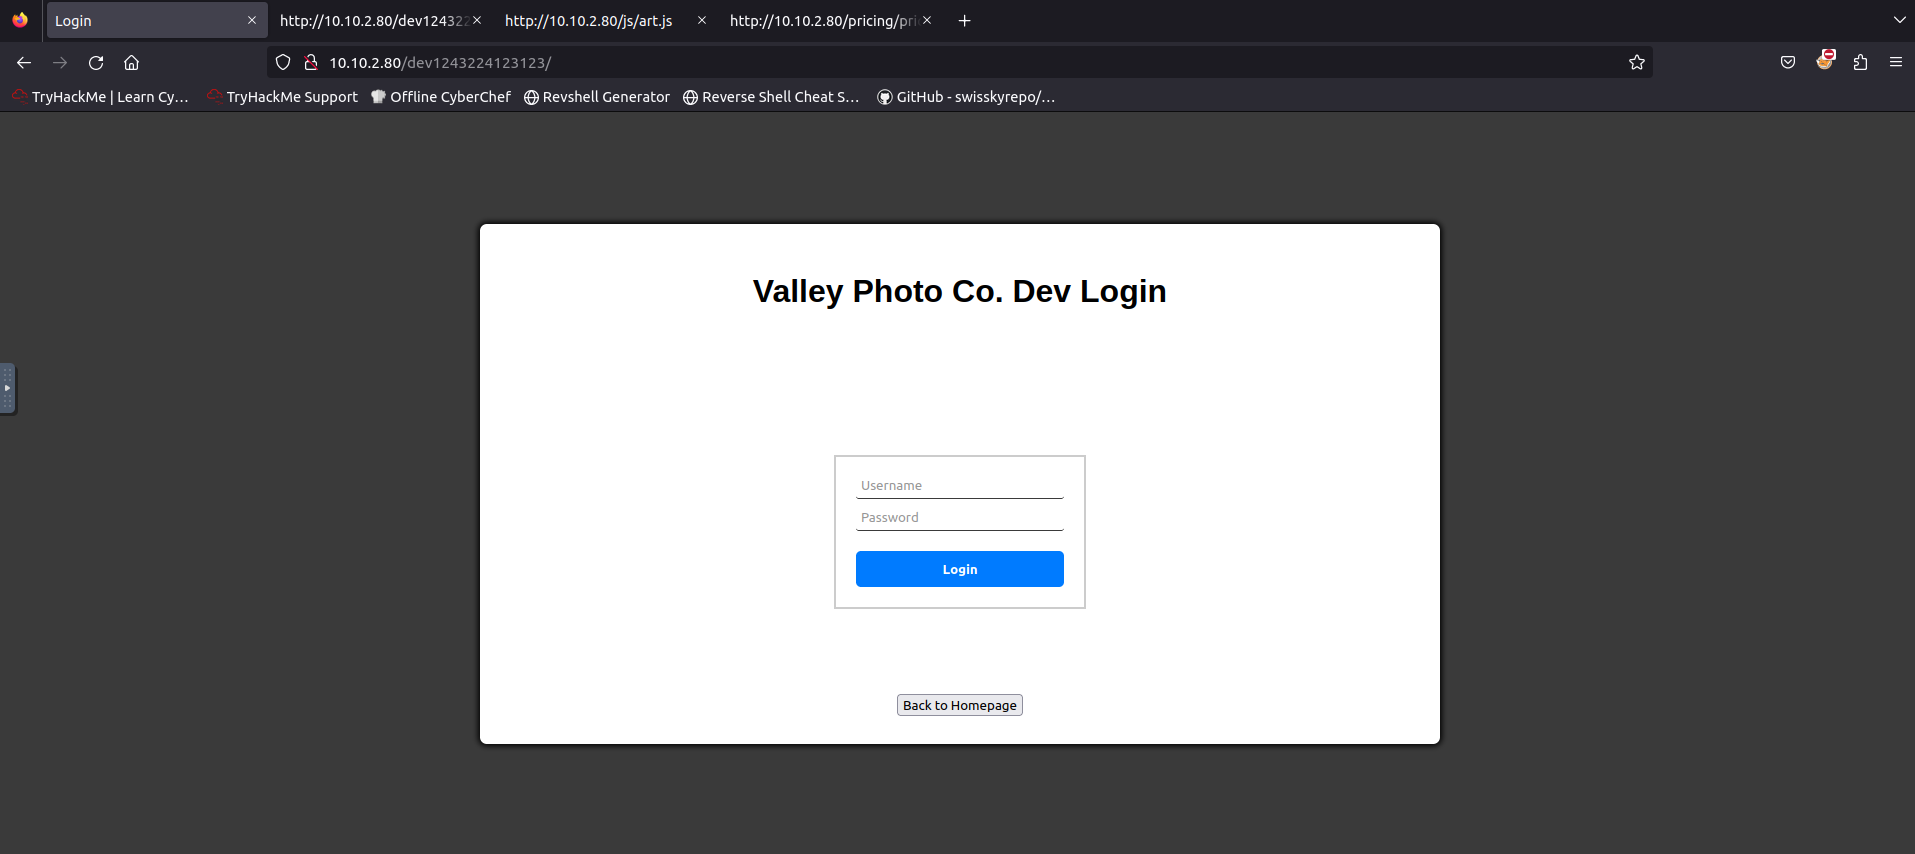 Login
http://10.10.2.80/dev124322
http://10.10.2.80/js/art.js
http://10.10.2.80/pricing/pri
10.10.2.80/dev1243224123123/
TryHackMe | Learn Cy…
TryHackMe Support
Offline CyberChef
Revshell Generator
Reverse Shell Cheat S…
GitHub - swisskyrepo/…
Valley Photo Co. Dev Login
Username
Password
Login
Back to Homepage